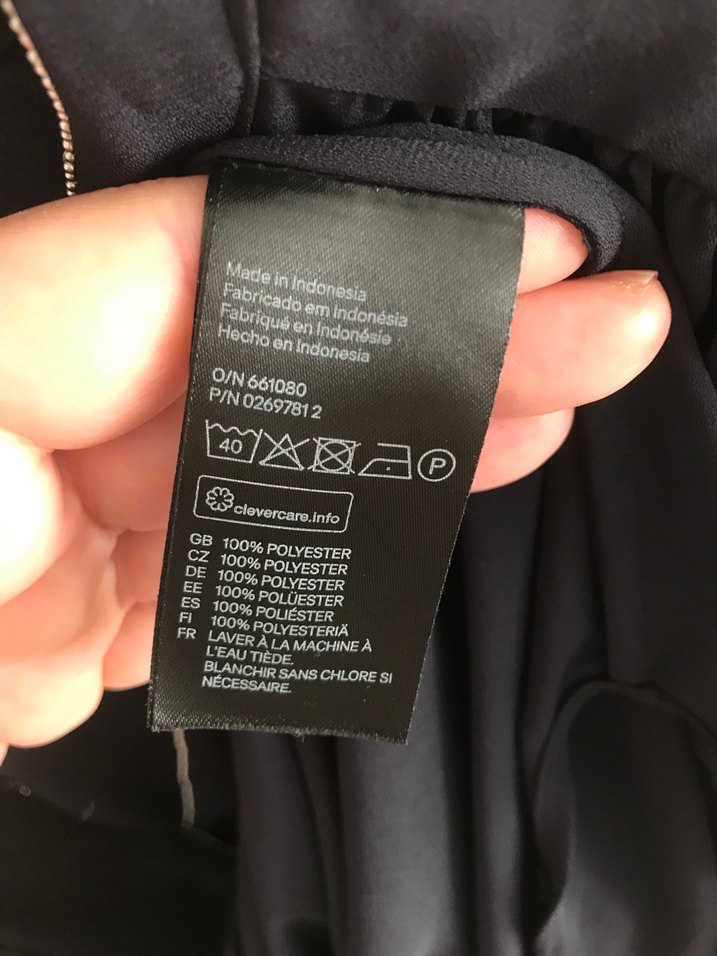 Made in Indonesia
Fabricado em Indonésia
Fabriqué en Indonésie
Hecho en Indonesia
O/N 661080
P/N 0269781 2
40
P
clevercare.info
GB 100% POLYESTER
CZ 100% POLYESTER
DE 100% POLYESTER
EE 100% POLÜESTER
ES 100% POLIÉSTER
FI 100% POLYESTERIÄ
FR LAVER À LA MACHINE À
L'EAU TIÈDE.
BLANCHIR SANS CHLORE SI
NÉCESSAIRE.